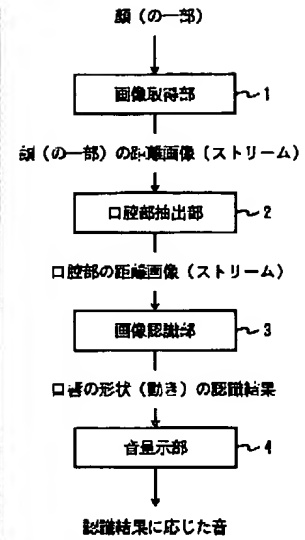 顔（の一部）
画像取得部 1
顔（の一部）の距離画像（ストリーム）
口腔部抽出部 2
口腔部の距離画像（ストリーム）
画像認識部 3
口唇の形状（動き）の認識結果
音呈示部 4
認識結果に応じた音